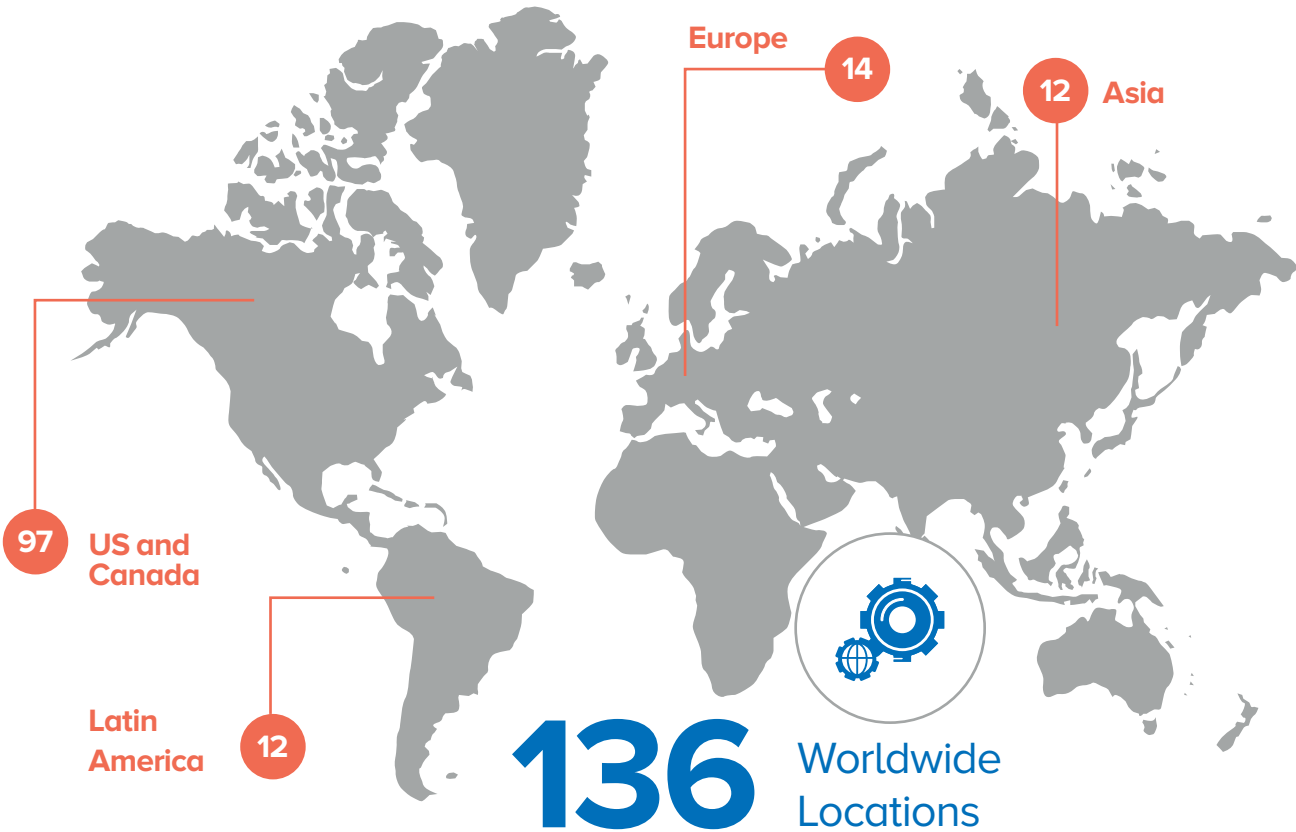 Europe
14
12
Asia
97
US and
Canada
Latin
America
12
136
Worldwide
Locations